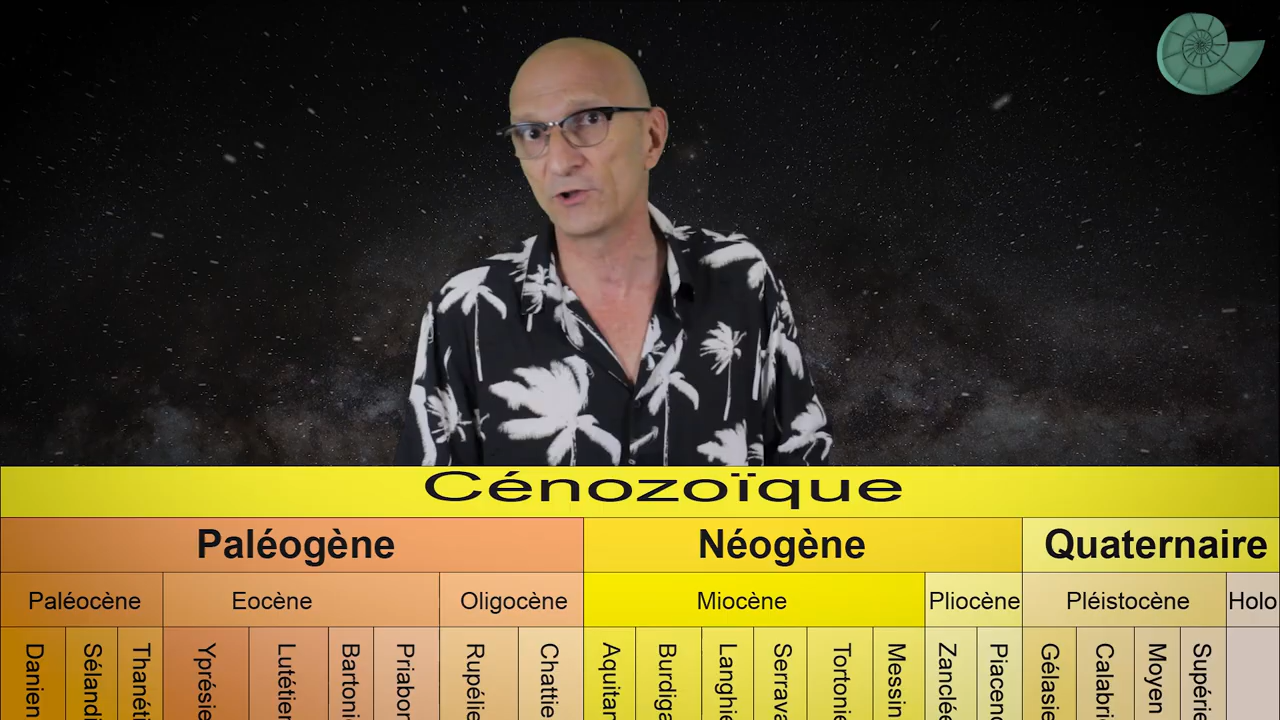 Cénozoïque
Paléogène Néogène Quaternaire
Paléocène Eocène Oligocène Miocène Pliocène Pléistocène Holo
Danien
Sélandi
Thanéti
Yprésie
Lutétien
Bartoni
Priabon
Rupélie
Chattie
Aquitan
Burdiga
Langhie
Serrava
Tortonie
Messin
Zanclée
Piacenc
Gélasie
Calabri
Moyen
Supérie